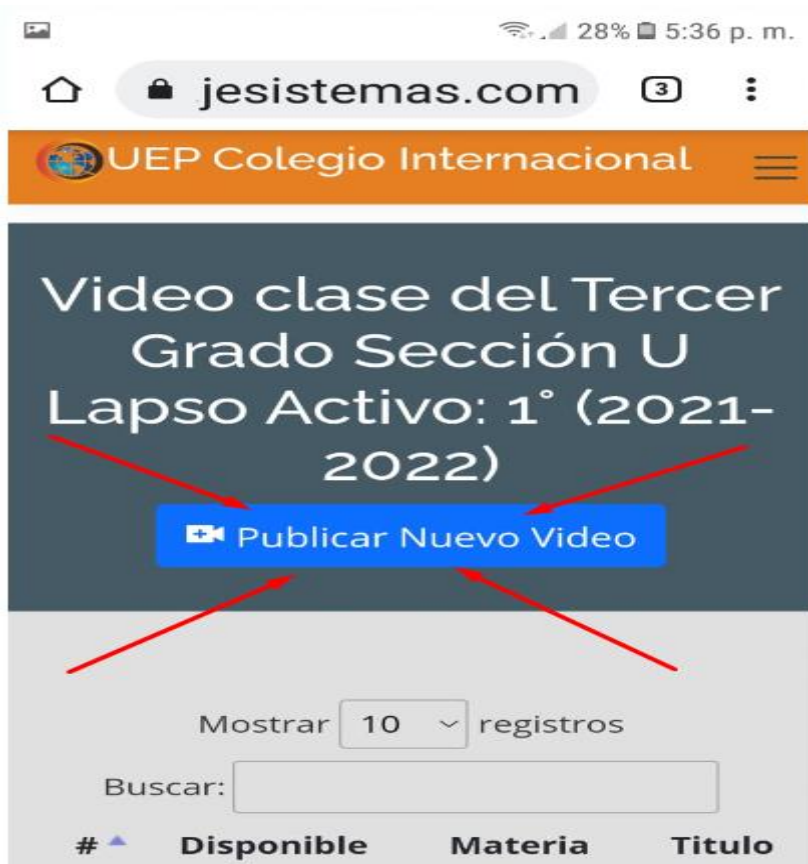 28% 5:36 p. m.
jesistemas.com 3
UEP Colegio Internacional
Video clase del Tercer
Grado Sección U
Lapso Activo: 1° (2021-
2022)
Publicar Nuevo Video
Mostrar 10 registros
Buscar:
# Disponible Materia Titulo